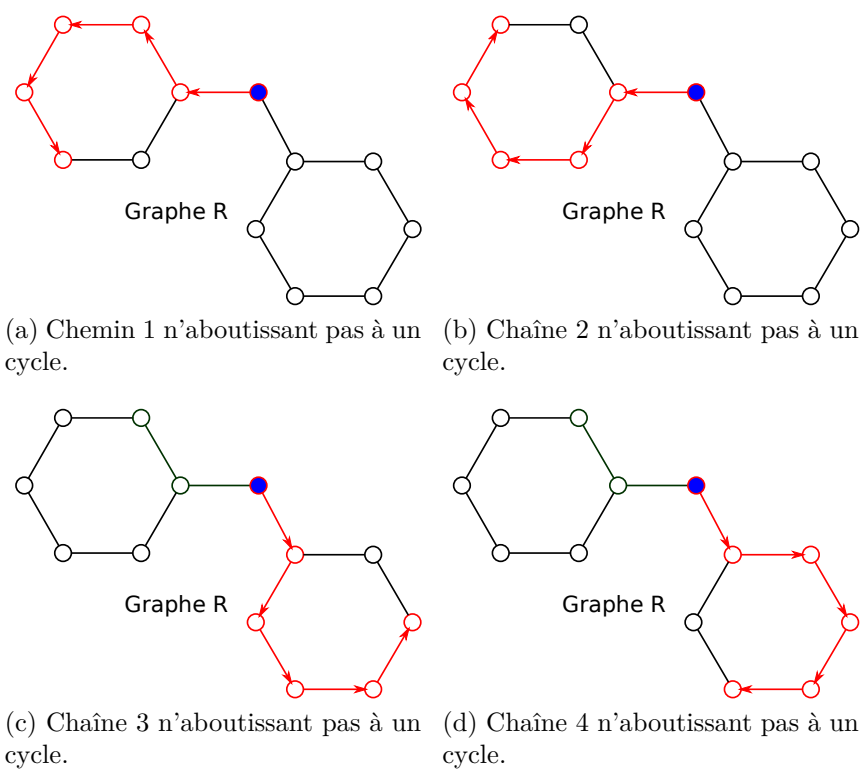 Graphe R
Graphe R
(a) Chemin 1 n'aboutissant pas à un
cycle.
(b) Chaîne 2 n'aboutissant pas à un
cycle.
Graphe R
Graphe R
(c) Chaîne 3 n'aboutissant pas à un
cycle.
(d) Chaîne 4 n'aboutissant pas à un
cycle.